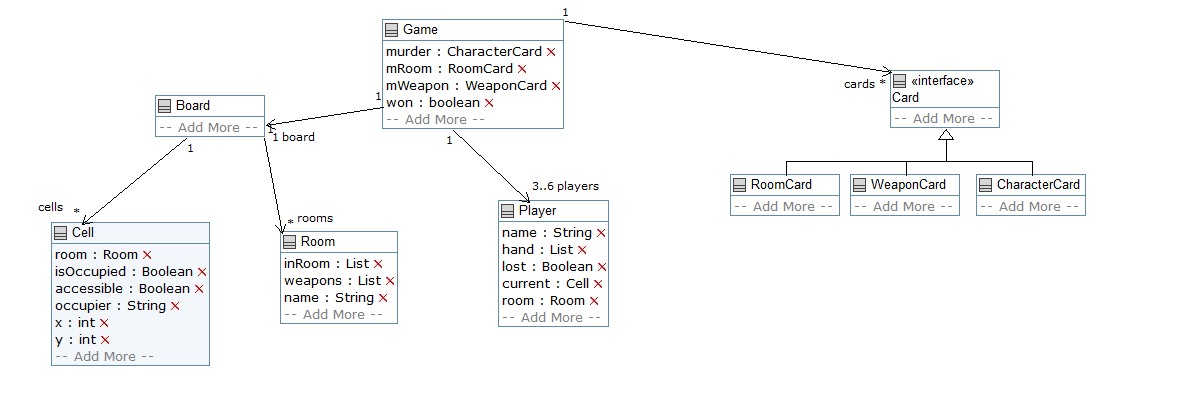 1
Game
murder : CharacterCard
mRoom : RoomCard
mWeapon : WeaponCard
won : boolean
-- Add More --
1
1
cards *
«interface»
Card
-- Add More --
Board
-- Add More --
1
1 board
1
cells *
* rooms
3..6 players
RoomCard
-- Add More --
WeaponCard
-- Add More --
CharacterCard
-- Add More --
Cell
room : Room
isOccupied : Boolean
accessible : Boolean
occupier : String
x : int
y : int
-- Add More --
Room
inRoom : List
weapons : List
name : String
-- Add More --
Player
name : String
hand : List
lost : Boolean
current : Cell
room : Room
-- Add More --